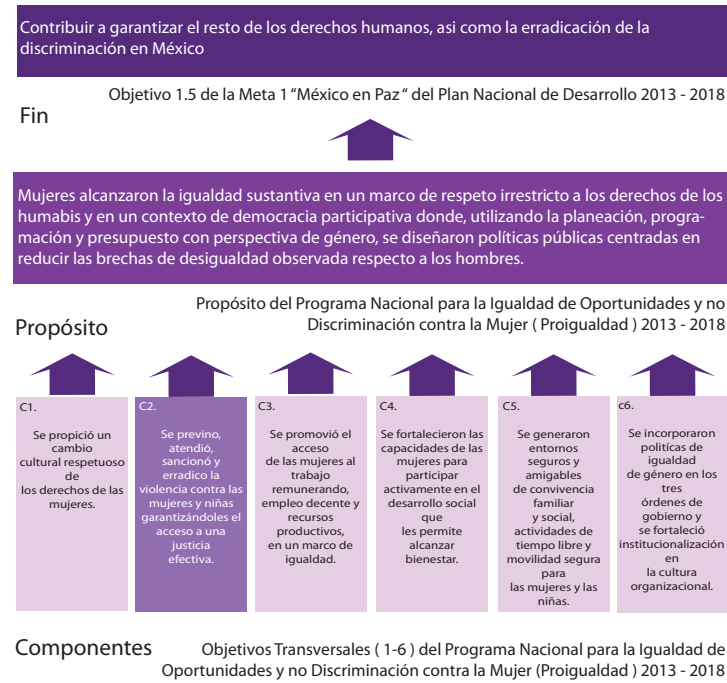 Contribuir a garantizar el resto de los derechos humanos, asi como la erradicación de la
discriminación en México
Objetivo 1.5 de la Meta 1 “México en Paz“ del Plan Nacional de Desarrollo 2013 - 2018
Fin
Mujeres alcanzaron la igualdad sustantiva en un marco de respeto irrestricto a los derechos de los
humabis y en un contexto de democracia participativa donde, utilizando la planeación, progra-
mación y presupuesto con perspectiva de género, se diseñaron políticas públicas centradas en
reducir las brechas de desigualdad observada respecto a los hombres.
Propósito del Programa Nacional para la Igualdad de Oportunidades y no
Discriminación contra la Mujer ( Proigualdad ) 2013 - 2018
Propósito
C1.
Se propició un
cambio
cultural respetuoso
de
los derechos de las
mujeres.
C2.
Se previno,
atendió,
sancionó y
erradico la
violencia contra las
mujeres y niñas
garantizándoles el
acceso a una
justicia
efectiva.
C3.
Se promovió el
acceso
de las mujeres al
trabajo
remunerando,
empleo decente y
recursos
productivos,
en un marco de
igualdad.
C4.
Se fortalecieron las
capacidades de las
mujeres para
participar
activamente en el
desarrollo social
que
les permite
alcanzar
bienestar.
C5.
Se generaron
entornos
seguros y
amigables
de convivencia
familiar
y social,
actividades de
tiempo libre y
movilidad segura
para
las mujeres y las
niñas.
c6.
Se incorporaron
politícas de
igualdad
de género en los
tres
órdenes de
gobierno y
se fortaleció
institucionalización
en
la cultura
organizacional.
Componentes
Objetivos Transversales ( 1-6 ) del Programa Nacional para la Igualdad de
Oportunidades y no Discriminación contra la Mujer (Proigualdad ) 2013 - 2018